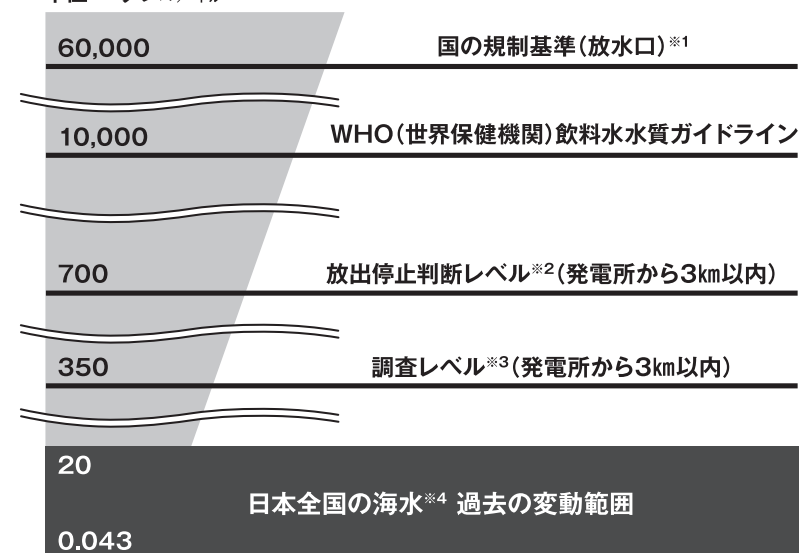 60,000 国の規制基準（放水口）※1
10,000 WHO（世界保健機関）飲料水水質ガイドライン
700 放出停止判断レベル※2（発電所から3㎞以内）
350 調査レベル※3（発電所から3㎞以内）
20
日本全国の海水※4 過去の変動範囲
0.043